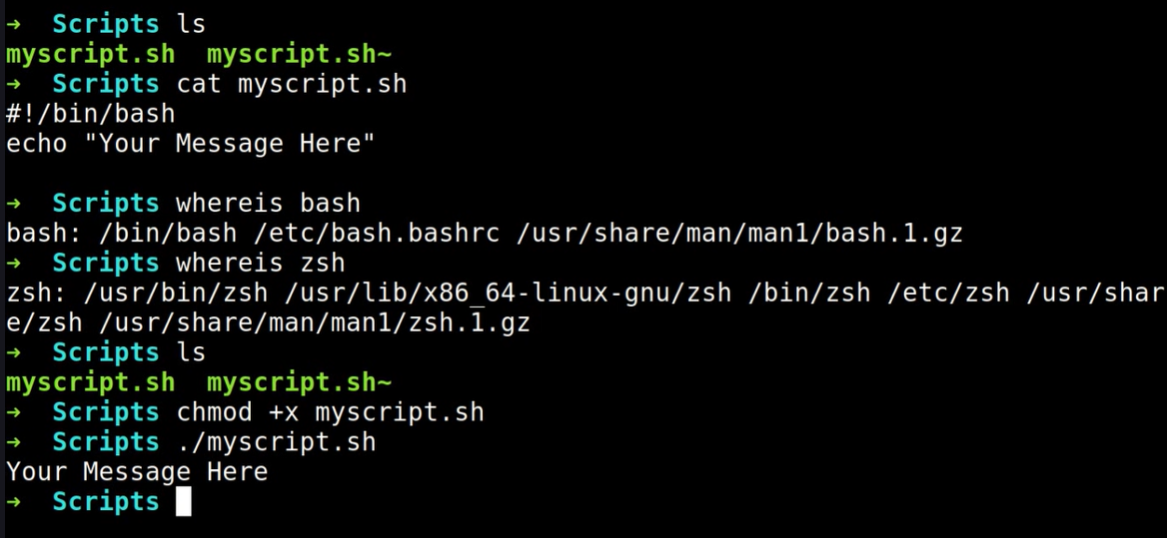 →  Scripts ls
myscript.sh  myscript.sh~
→  Scripts cat myscript.sh
#!/bin/bash
echo "Your Message Here"
→  Scripts whereis bash
bash: /bin/bash /etc/bash.bashrc /usr/share/man/man1/bash.1.gz
→  Scripts whereis zsh
zsh: /usr/bin/zsh /usr/lib/x86_64-linux-gnu/zsh /bin/zsh /etc/zsh /usr/shar
e/zsh /usr/share/man/man1/zsh.1.gz
→  Scripts ls
myscript.sh  myscript.sh~
→  Scripts chmod +x myscript.sh
→  Scripts ./myscript.sh
Your Message Here
→  Scripts